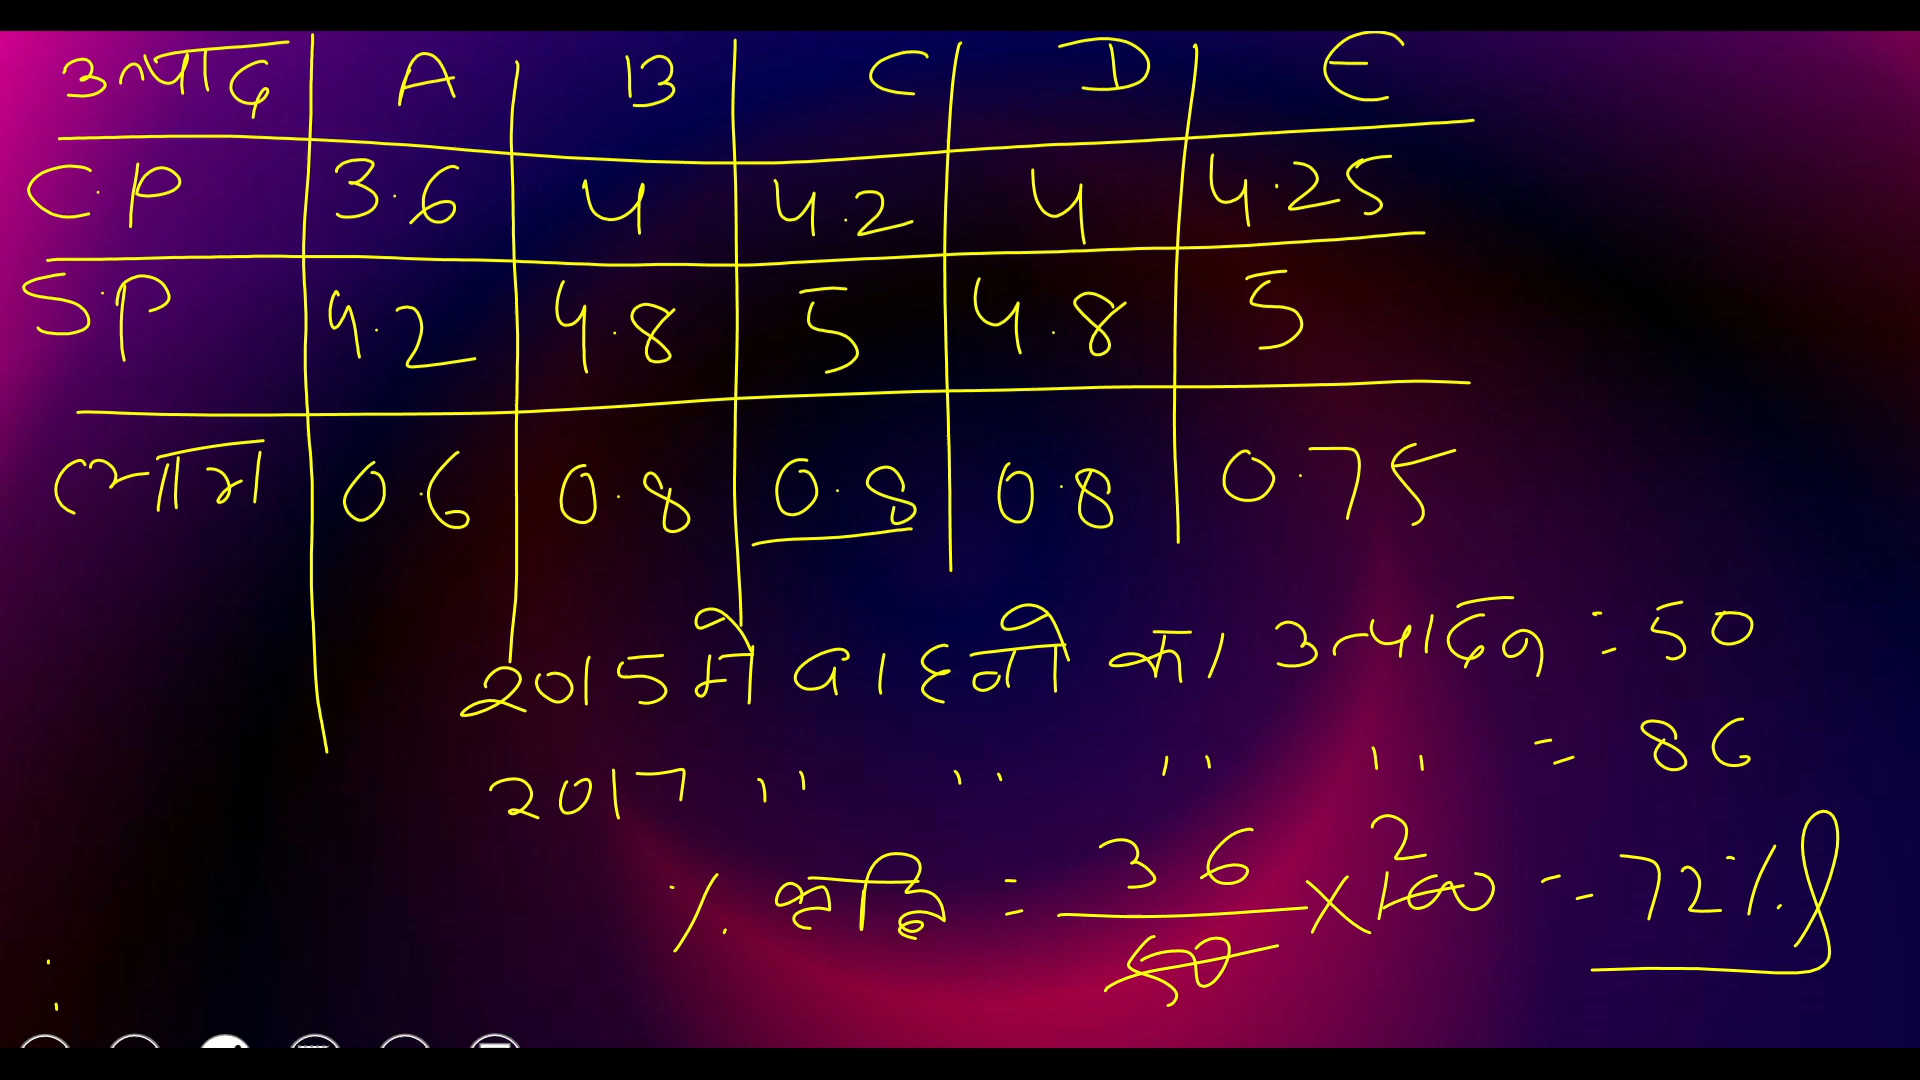 उत्पाद A B C D E
C.P 3.6 4 4.2 4 4.25
S.P 4.2 4.8 5 4.8 5
लाभ 0.6 0.8 0.8 0.8 0.75
2015 में वाहनों का उत्पादन = 50
2017 " " " " = 86
% वृद्धि = 36/50 × 100 2 = 72%